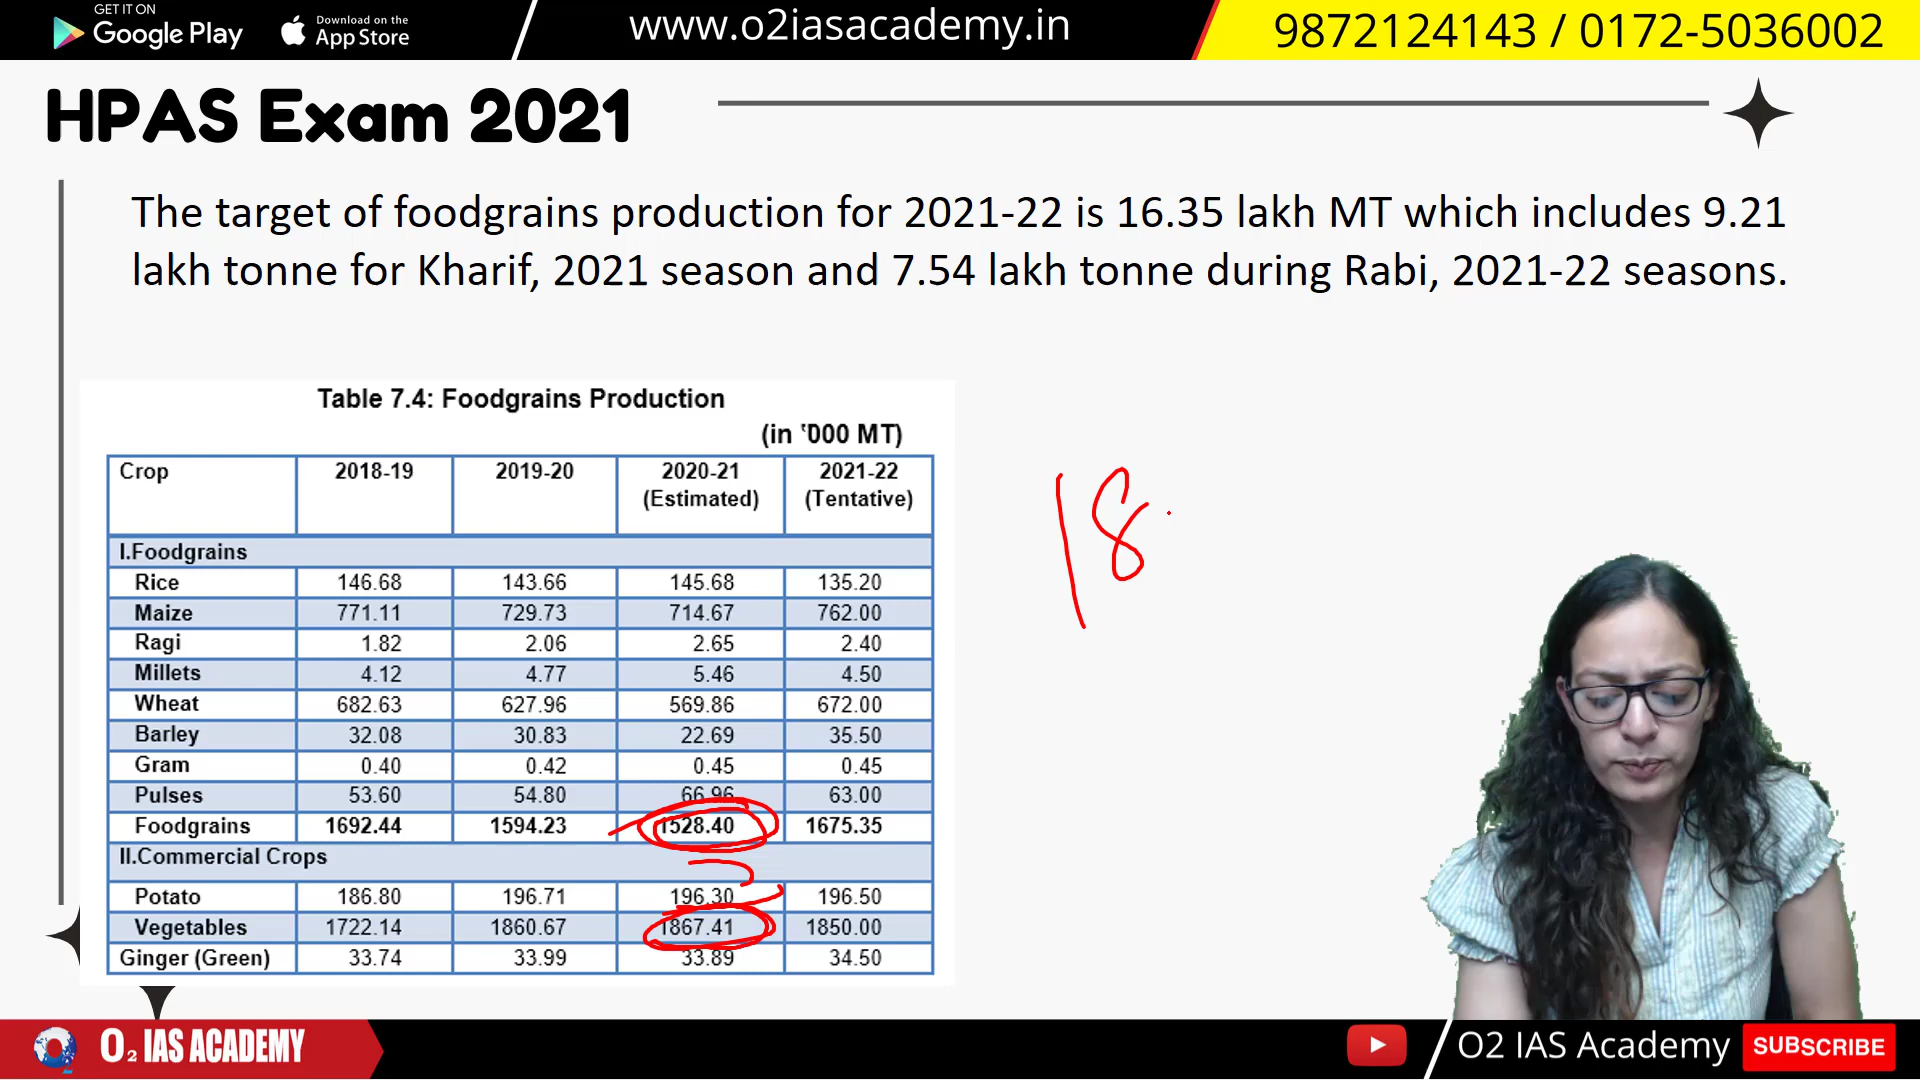 GET IT ON
Google Play
Download on the
App Store
www.o2iasacademy.in
9872124143 / 0172-5036002
HPAS Exam 2021
The target of foodgrains production for 2021-22 is 16.35 lakh MT which includes 9.21
lakh tonne for Kharif, 2021 season and 7.54 lakh tonne during Rabi, 2021-22 seasons.
Table 7.4: Foodgrains Production
(in '000 MT)
Crop 2018-19 2019-20 2020-21 (Estimated) 2021-22 (Tentative)
I.Foodgrains
Rice 146.68 143.66 145.68 135.20
Maize 771.11 729.73 714.67 762.00
Ragi 1.82 2.06 2.65 2.40
Millets 4.12 4.77 5.46 4.50
Wheat 682.63 627.96 569.86 672.00
Barley 32.08 30.83 22.69 35.50
Gram 0.40 0.42 0.45 0.45
Pulses 53.60 54.80 66.96 63.00
Foodgrains 1692.44 1594.23 1528.40 1675.35
II.Commercial Crops
Potato 186.80 196.71 196.30 196.50
Vegetables 1722.14 1860.67 1867.41 1850.00
Ginger (Green) 33.74 33.99 33.89 34.50
18.
O2 IAS ACADEMY
O2 IAS Academy
SUBSCRIBE